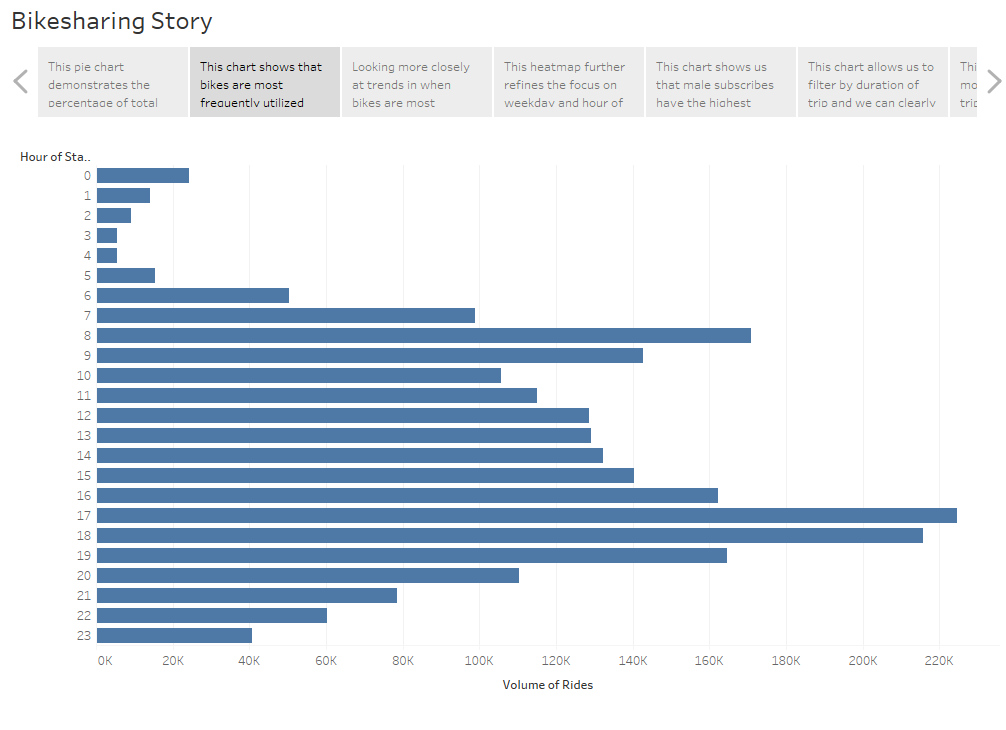 Bikesharing Story
This pie chart
demonstrates the
percentage of total
This chart shows that
bikes are most
frequently utilized
Looking more closely
at trends in when
bikes are most
This heatmap further
refines the focus on
weekday and hour of
This chart shows us
that male subscribes
have the highest
This chart allows us to
filter by duration of
trip and we can clearly
Thi
mo
trip
Hour of Sta..
0
1
2
3
4
5
6
7
8
9
10
11
12
13
14
15
16
17
18
19
20
21
22
23
0K 20K 40K 60K 80K 100K 120K 140K 160K 180K 200K 220K
Volume of Rides